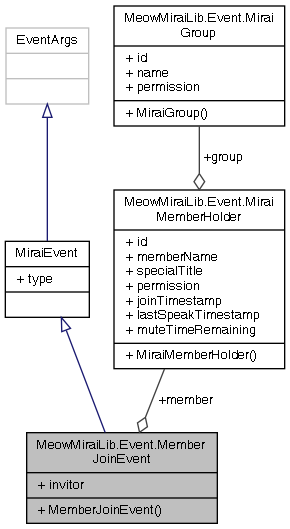 EventArgs
MeowMiraiLib.Event.Mirai
Group
+ id
+ name
+ permission
+ MiraiGroup()
+group
MeowMiraiLib.Event.Mirai
MemberHolder
+ id
+ memberName
+ specialTitle
+ permission
+ joinTimestamp
+ lastSpeakTimestamp
+ muteTimeRemaining
+ MiraiMemberHolder()
MiraiEvent
+ type
+member
MeowMiraiLib.Event.Member
JoinEvent
+ invitor
+ MemberJoinEvent()